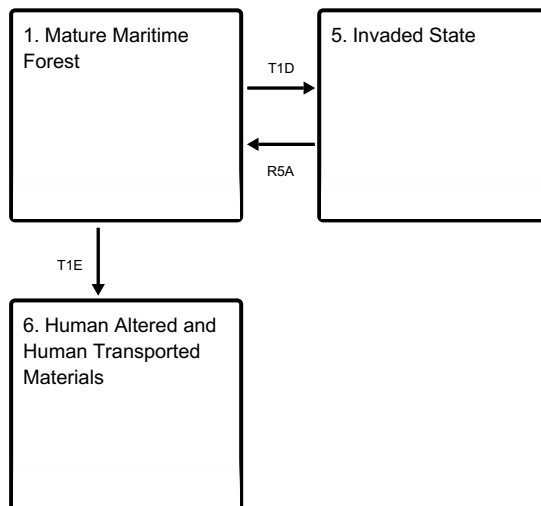 1. Mature Maritime
Forest
5. Invaded State
T1D
R5A
T1E
6. Human Altered and
Human Transported
Materials